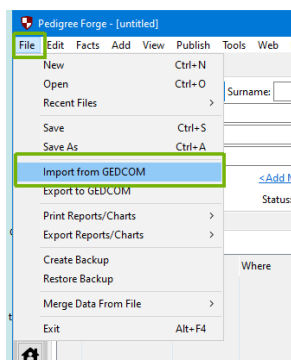 Pedigree Forge - [untitled]
File Edit Facts Add View Publish Tools Web
New Ctrl+N
Open Ctrl+O
Recent Files >
Surname:
Save Ctrl+S
Save As Ctrl+A
Import from GEDCOM
Export to GEDCOM
<Add
Status:
Print Reports/Charts >
Export Reports/Charts >
Create Backup
Restore Backup
Where
Merge Data From File >
Exit Alt+F4